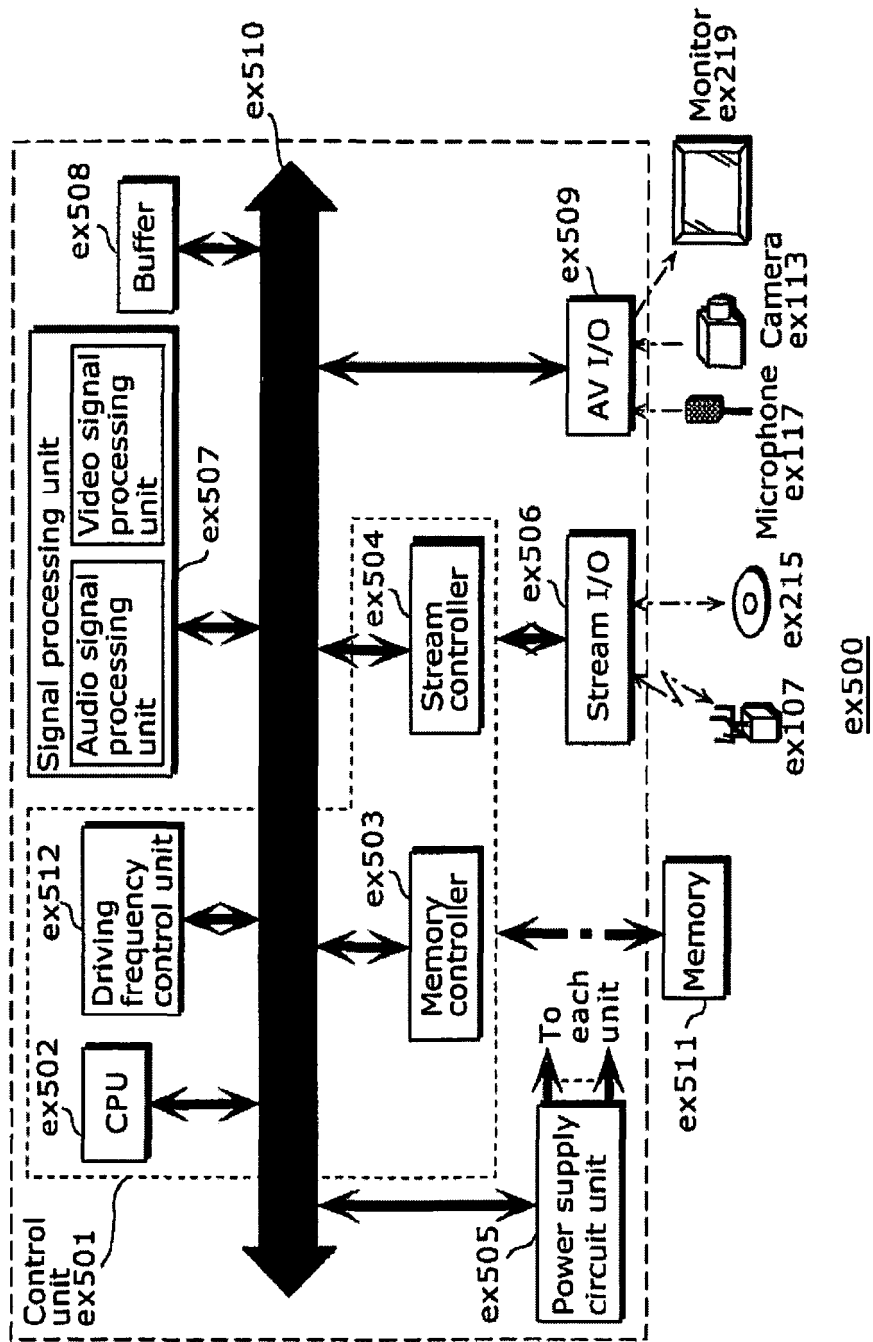 Control
unit
ex501
ex502
CPU
ex512
Driving
frequency
control unit
Signal processing unit
Audio signal
processing
unit
Video signal
processing
unit
ex507
ex508
Buffer
ex510
ex505
Power supply
circuit unit
To
each
unit
ex503
Memory
controller
ex504
Stream
controller
ex506
Stream I/O
ex509
AV I/O
ex511
Memory
ex107
ex215
Microphone
ex117
Camera
ex113
Monitor
ex219
ex500